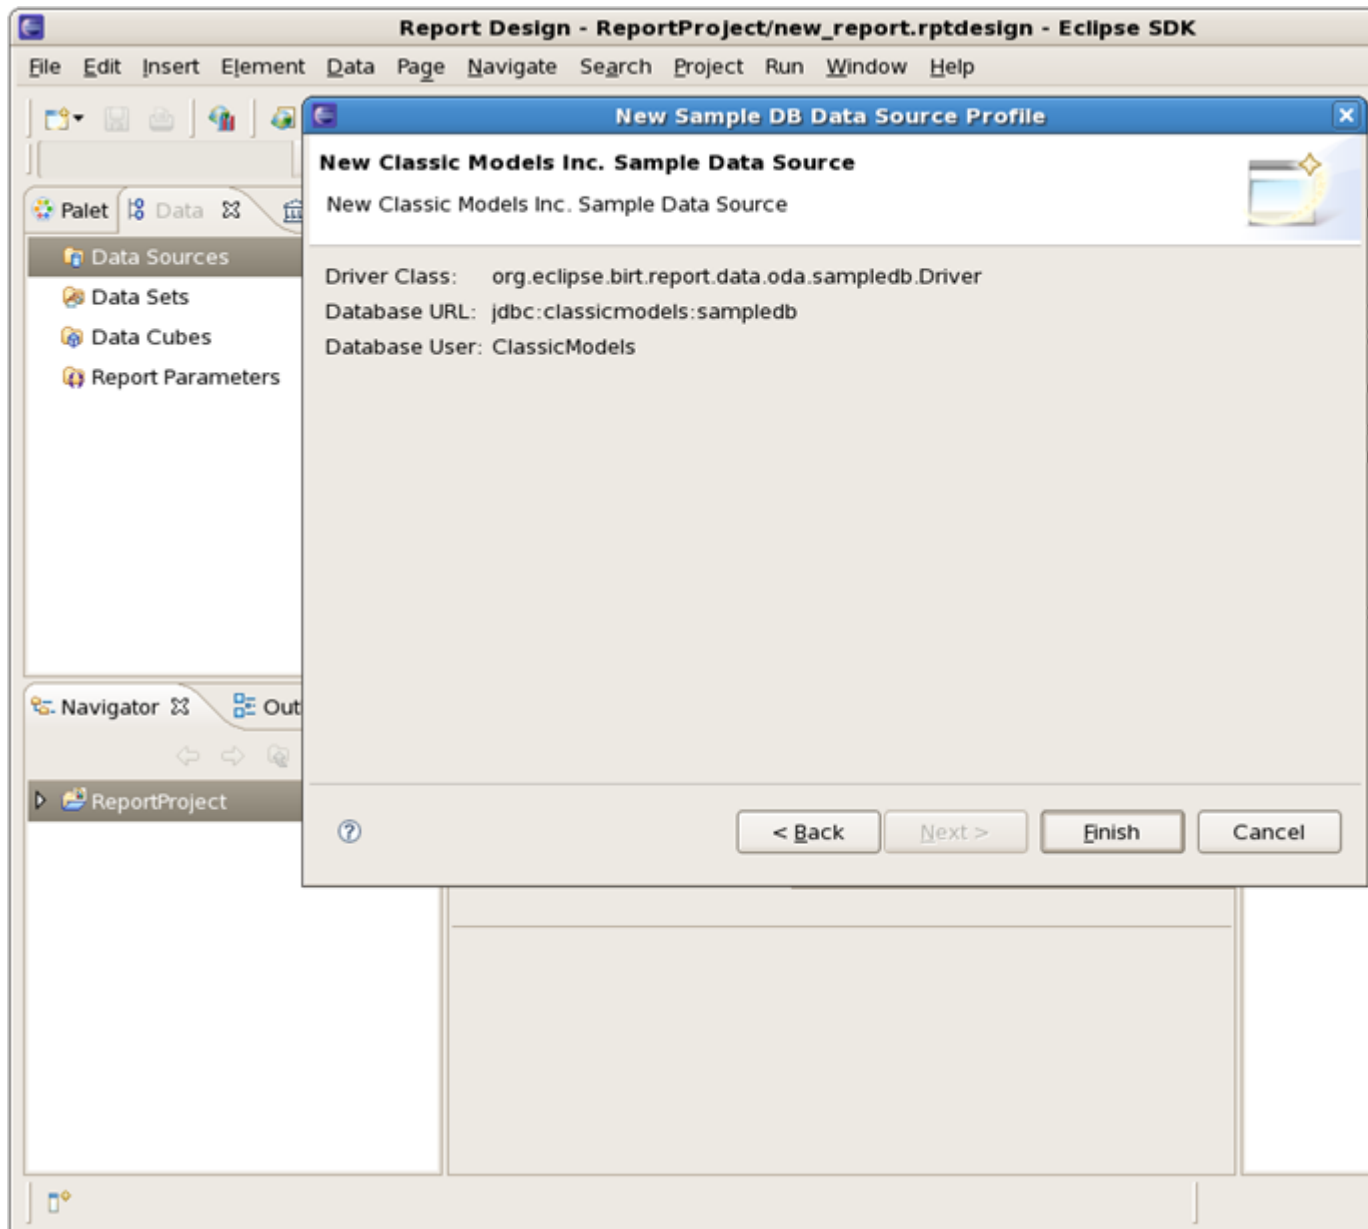 Report Design - ReportProject/new_report.rptdesign - Eclipse SDK
File Edit Insert Element Data Page Navigate Search Project Run Window Help
New Sample DB Data Source Profile
New Classic Models Inc. Sample Data Source
New Classic Models Inc. Sample Data Source
Palet Data
Data Sources
Data Sets
Data Cubes
Report Parameters
Driver Class: org.eclipse.birt.report.data.oda.sampledb.Driver
Database URL: jdbc:classicmodels:sampledb
Database User: ClassicModels
Navigator Out
ReportProject
< Back Next > Finish Cancel